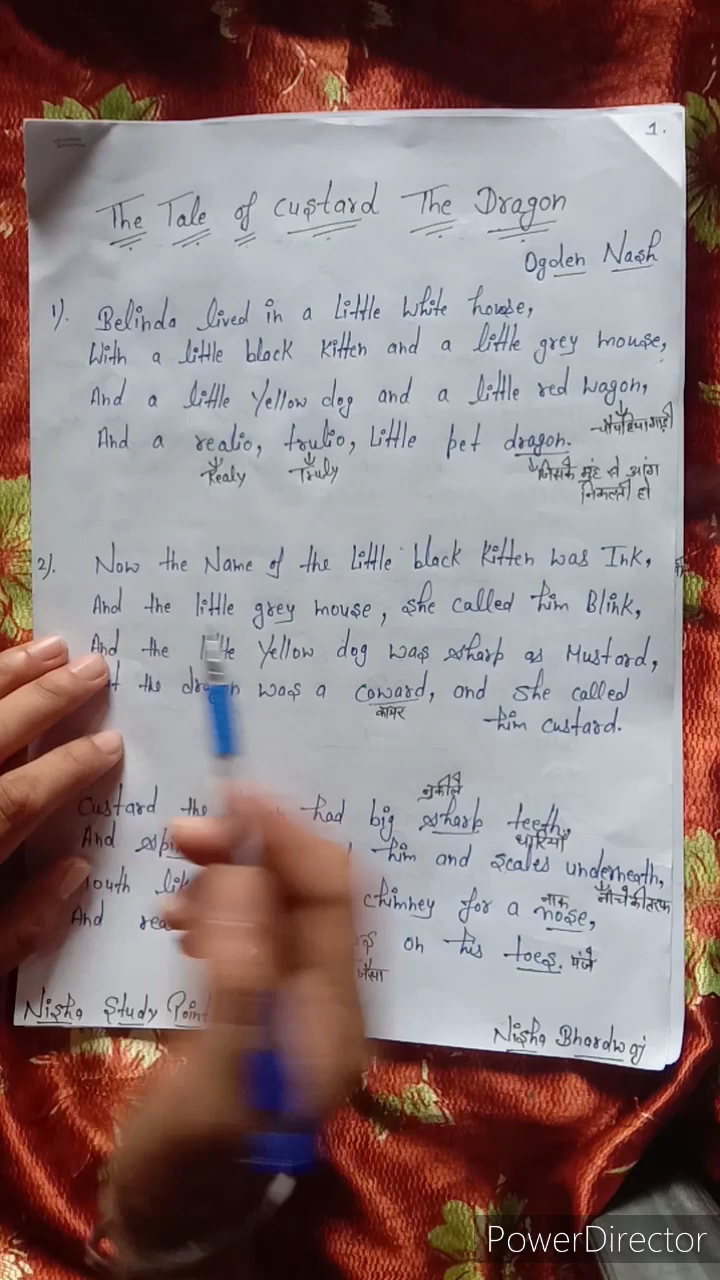 1.
The Tale of Custard The Dragon
Ogden Nash
1). Belinda lived in a Little White house,
With a little black Kitten and a little grey mouse,
And a little Yellow dog and a little red wagon,
चौपहिया गाड़ी
And a realio, trulio, Little pet dragon.
Realy Truly जिसके मुंह से आंग
निकलती हो
2). Now the Name of the Little black Kitten was Ink,
And the little grey mouse, she called him Blink,
And the little Yellow dog was sharp as Mustard,
the dragon was a coward, and She called
कायर
him custard.
नुकीले
Custard the had big sharp teeth,
धारियाँ
And him and scales underneath,
नीचे की तरफ
chimney for a nose,
नाक
And on his toes. पंजे
जैसा
Nisha Study Point
Nisha Bhardwaj
PowerDirector